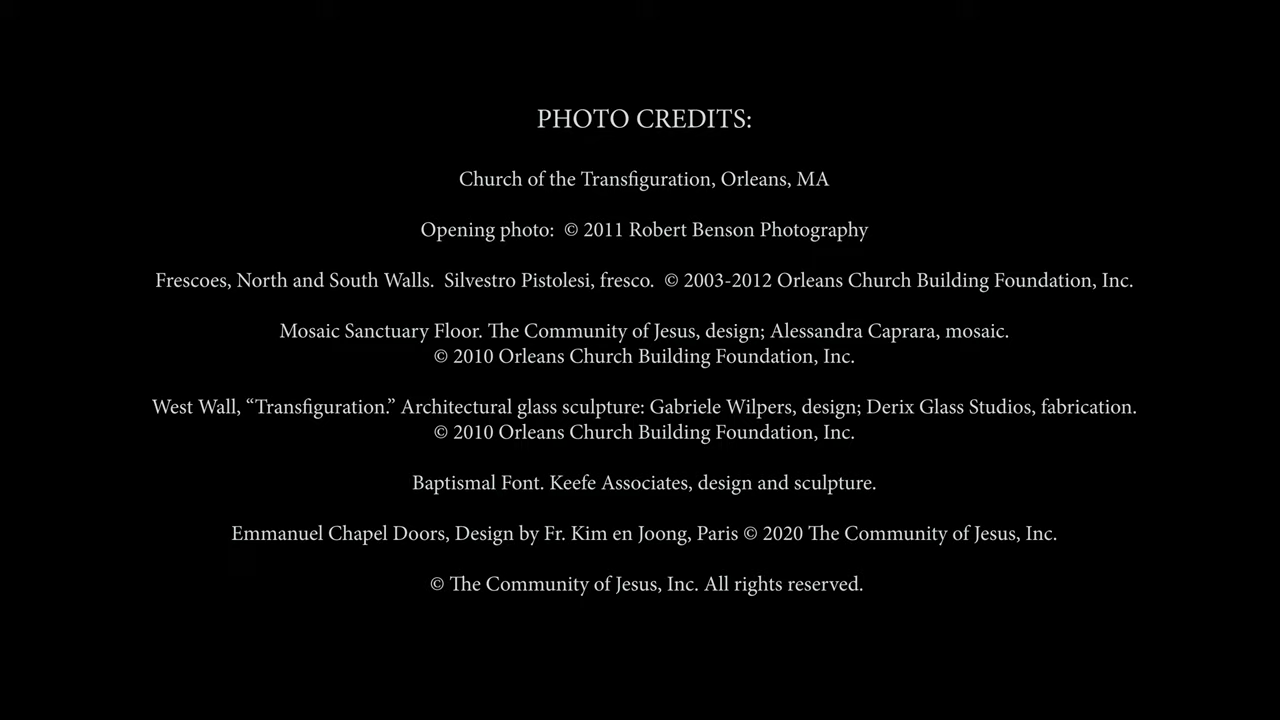 PHOTO CREDITS:
Church of the Transfiguration, Orleans, MA
Opening photo:  © 2011 Robert Benson Photography
Frescoes, North and South Walls.  Silvestro Pistolesi, fresco.  © 2003-2012 Orleans Church Building Foundation, Inc.
Mosaic Sanctuary Floor. The Community of Jesus, design; Alessandra Caprara, mosaic.
© 2010 Orleans Church Building Foundation, Inc.
West Wall, “Transfiguration.” Architectural glass sculpture: Gabriele Wilpers, design; Derix Glass Studios, fabrication.
© 2010 Orleans Church Building Foundation, Inc.
Baptismal Font. Keefe Associates, design and sculpture.
Emmanuel Chapel Doors, Design by Fr. Kim en Joong, Paris © 2020 The Community of Jesus, Inc.
© The Community of Jesus, Inc. All rights reserved.